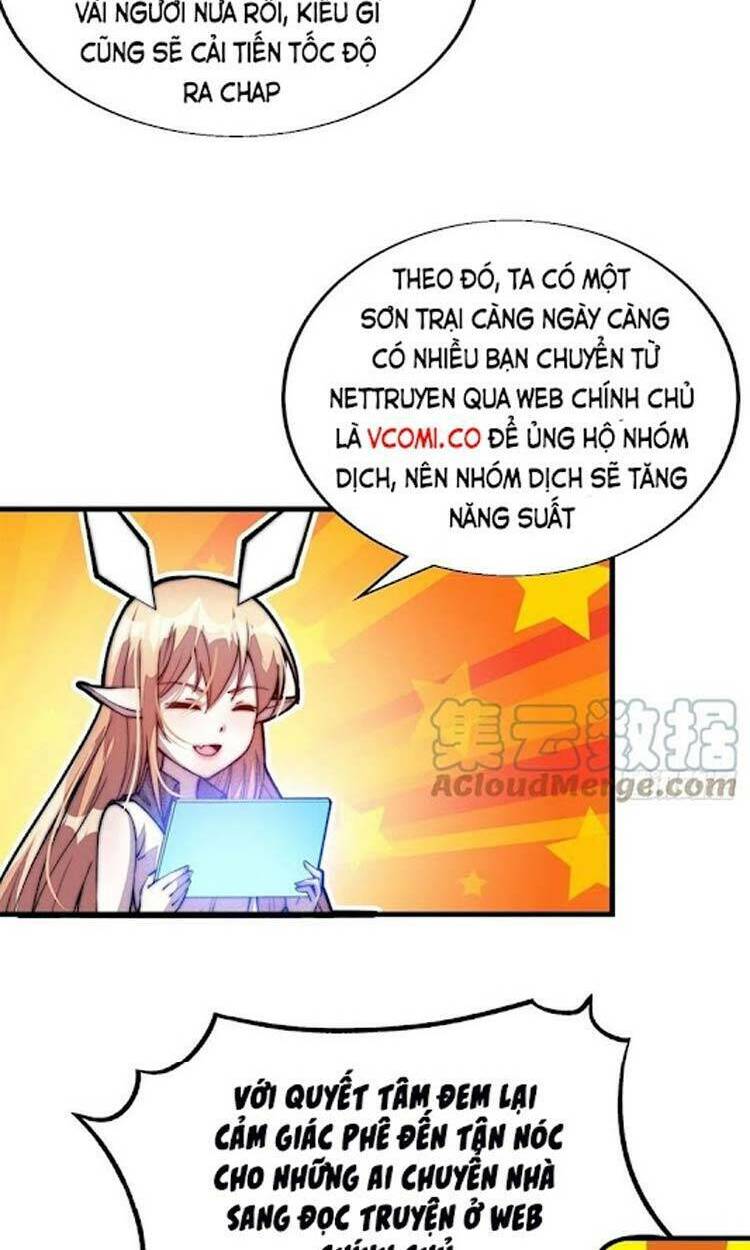 VÀI NGƯỜI NỮA RỒI, KIỂU GÌ
CŨNG SẼ CẢI TIẾN TỐC ĐỘ
RA CHAP
THEO ĐÓ, TA CÓ MỘT
SƠN TRẠI CÀNG NGÀY CÀNG
CÓ NHIỀU BẠN CHUYỂN TỪ
NETTRUYEN QUA WEB CHÍNH CHỦ
LÀ VCOMI.CO ĐỂ ỦNG HỘ NHÓM
DỊCH, NÊN NHÓM DỊCH SẼ TĂNG
NĂNG SUẤT
集云数据
ACloudMerge.com
VỚI QUYẾT TÂM ĐEM LẠI
CẢM GIÁC PHÊ ĐẾN TẬN NÓC
CHO NHỮNG AI CHUYỂN NHÀ
SANG ĐỌC TRUYỆN Ở WEB
CHÍNH CHỦ